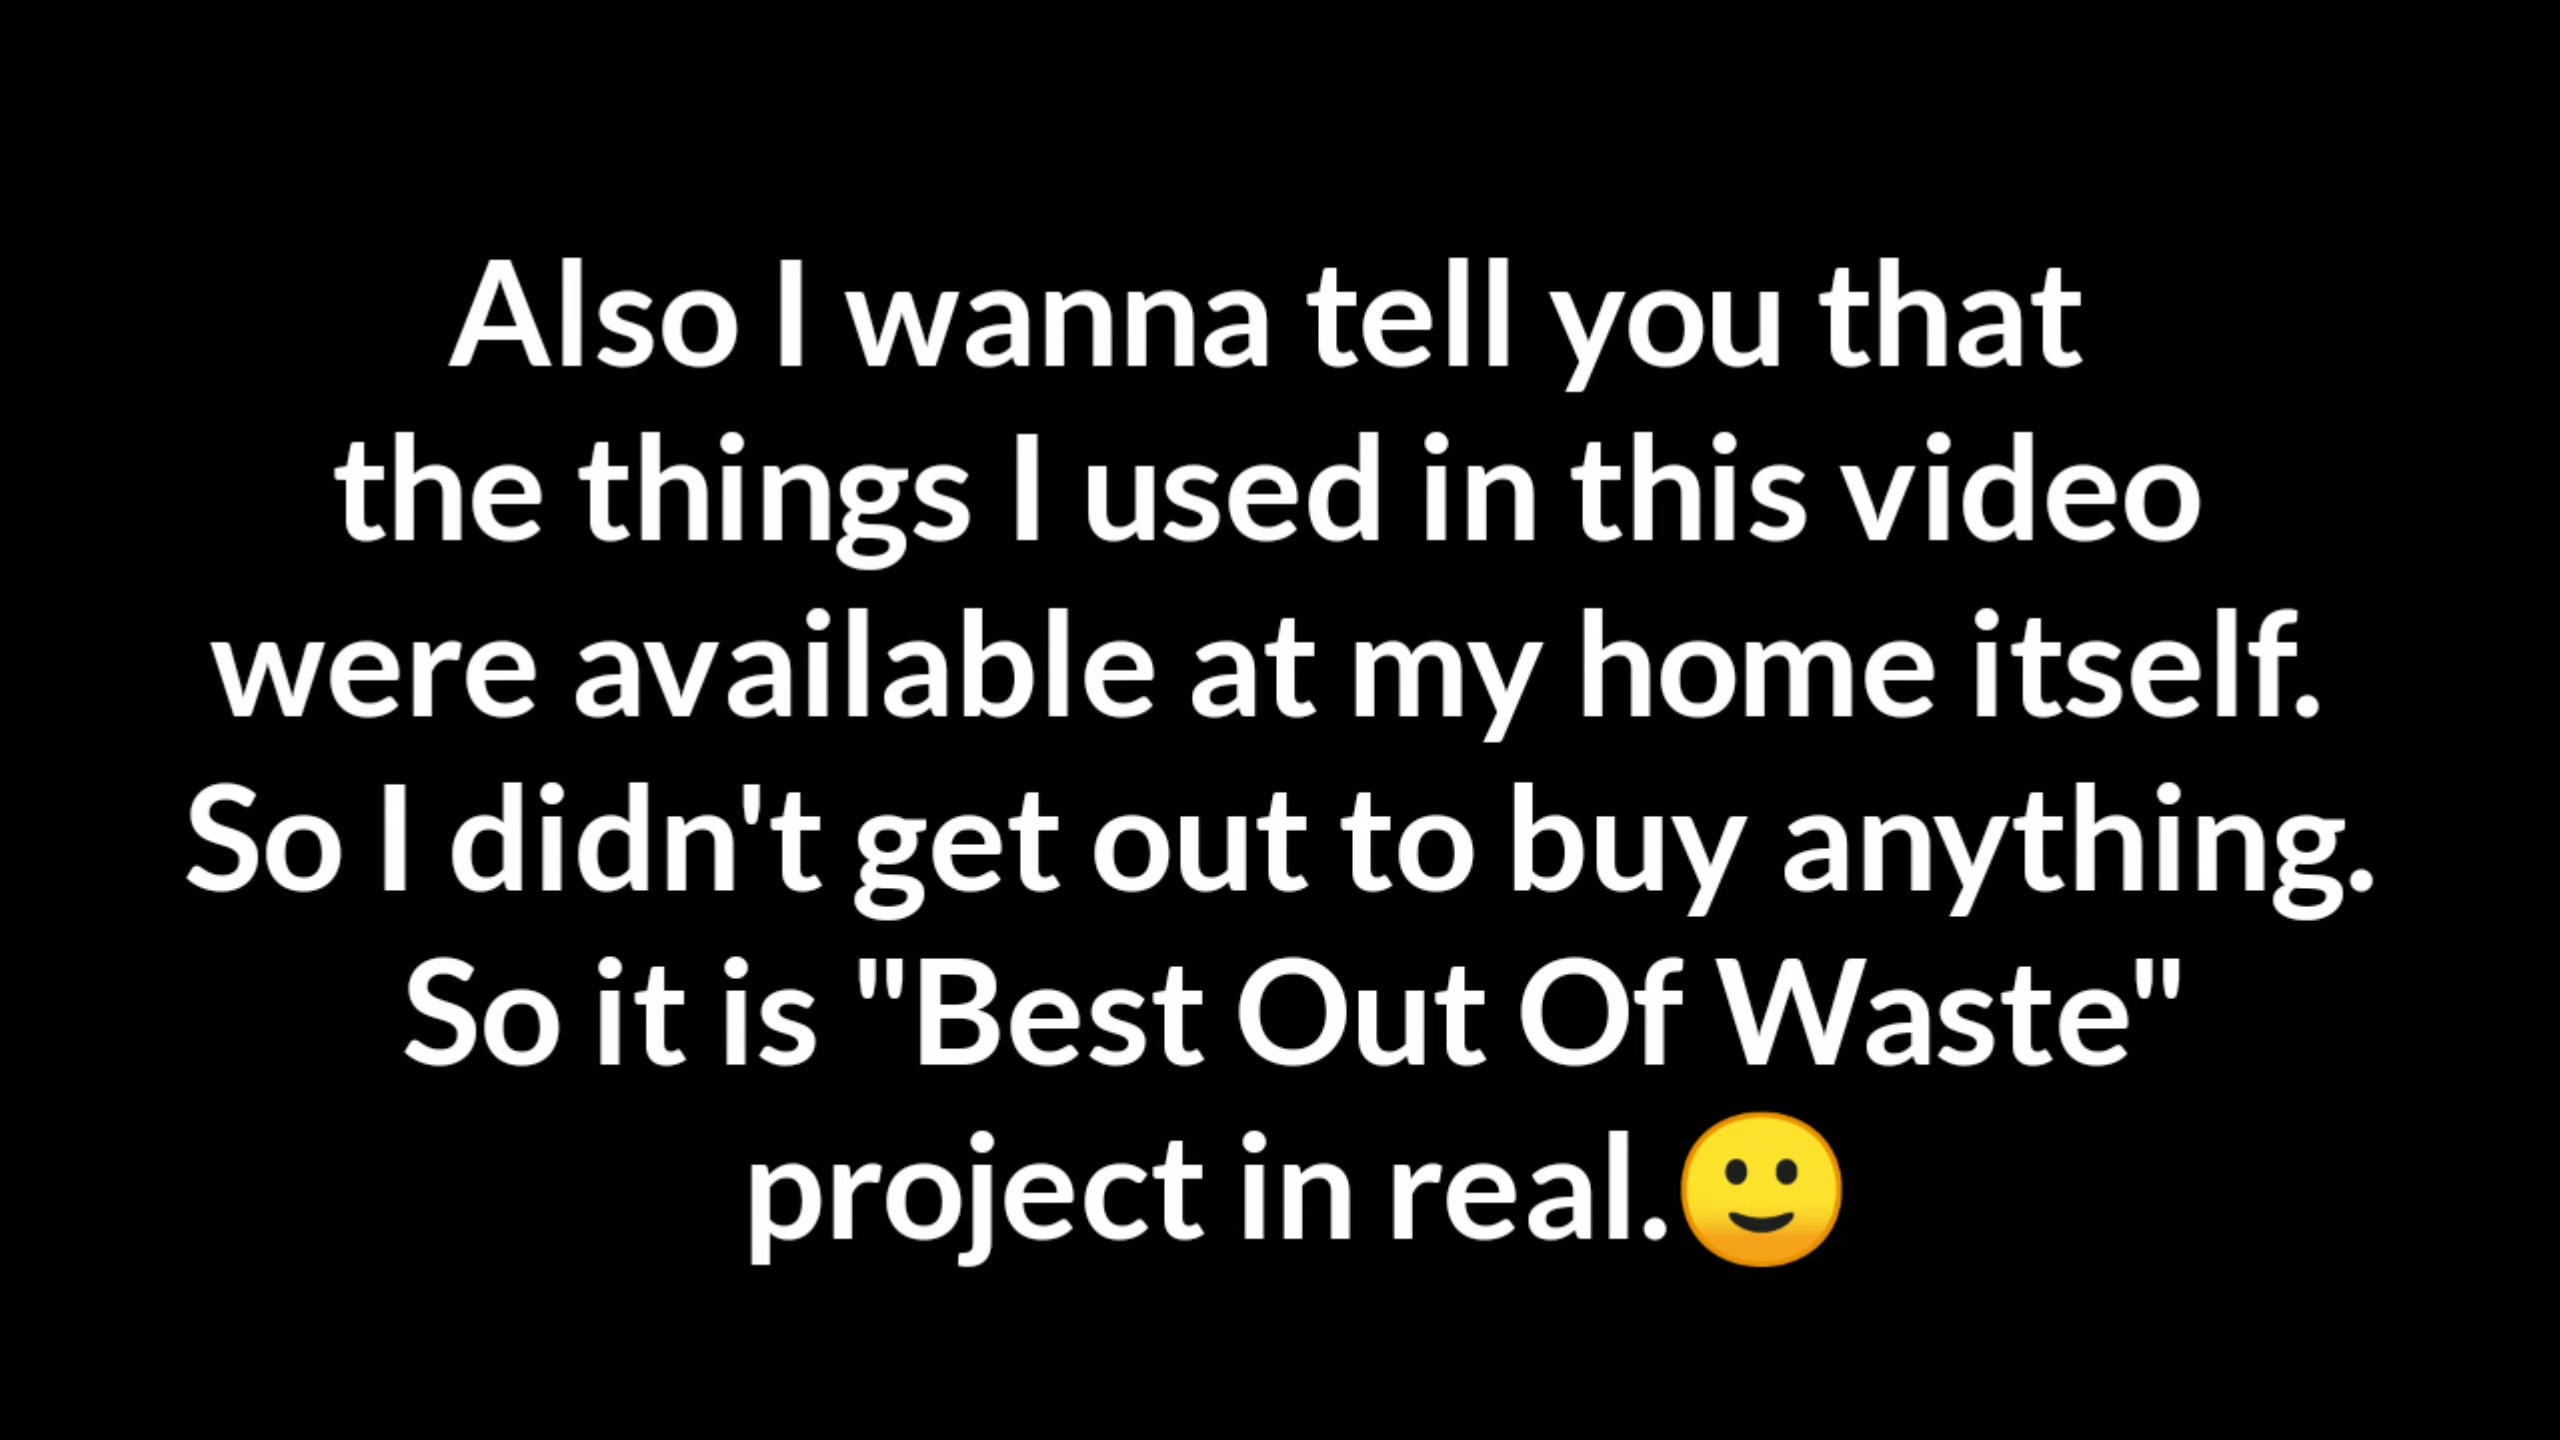 Also I wanna tell you that
the things I used in this video
were available at my home itself.
So I didn't get out to buy anything.
So it is "Best Out Of Waste"
project in real.🙂